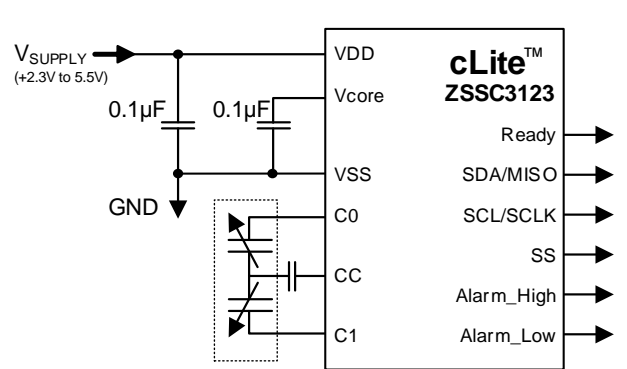 VSUPPLY
(+2.3V to 5.5V)
0.1µF
0.1µF
GND
VDD
Vcore
VSS
C0
CC
C1
cLite™
ZSSC3123
Ready
SDA/MISO
SCL/SCLK
SS
Alarm_High
Alarm_Low